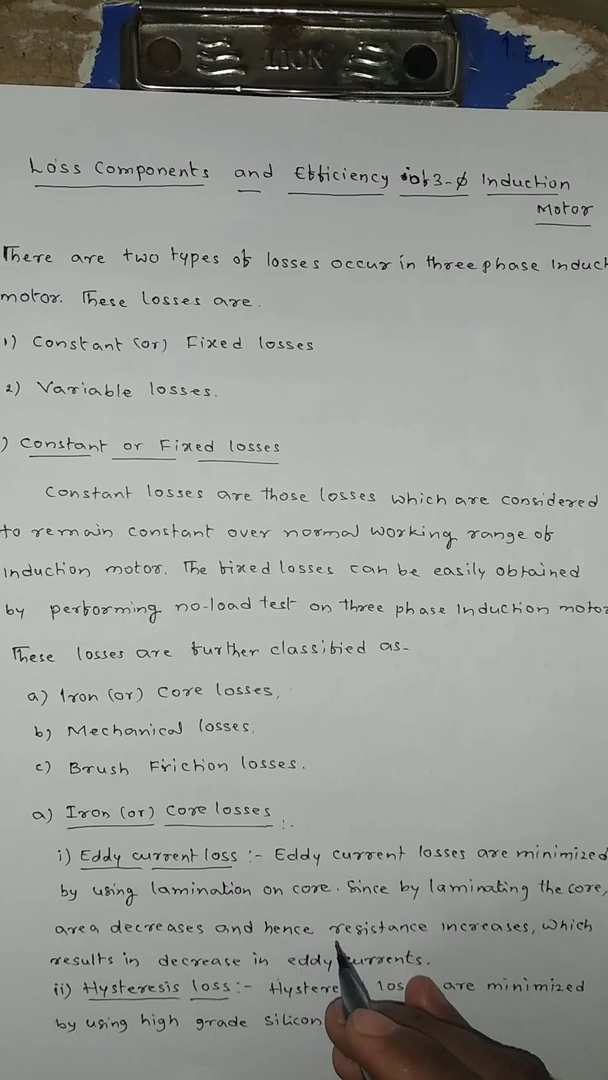 LION
Loss Components and Efficiency of 3-φ Induction
Motor
There are two types of losses occur in three phase Induct
motor. These losses are.
1) Constant (or) Fixed losses
2) Variable losses.
) Constant or Fixed losses
Constant losses are those losses which are considered
to remain constant over normal working range of
induction motor. The fixed losses can be easily obtained
by performing no-load test on three phase Induction motor
These losses are further classified as-
a) Iron (or) Core losses,
b) Mechanical losses,
c) Brush Friction losses.
a) Iron (or) Core losses :.
i) Eddy current loss :- Eddy current losses are minimized
by using lamination on core. Since by laminating the core,
area decreases and hence resistance increases, which
results in decrease in eddy currents.
ii) Hysteresis loss :- Hystere los are minimized
by using high grade silicon